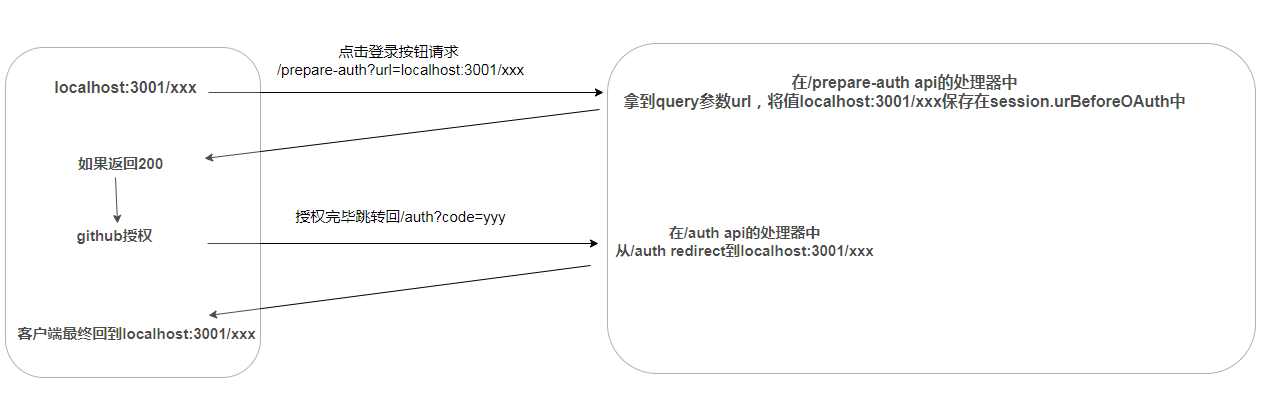 点击登录按钮请求
/prepare-auth?url=localhost:3001/xxx
localhost:3001/xxx
在/prepare-auth api的处理器中
拿到query参数url，将值localhost:3001/xxx保存在session.urBeforeOAuth中
如果返回200
授权完毕跳转回/auth?code=yyy
github授权
在/auth api的处理器中
从/auth redirect到localhost:3001/xxx
客户端最终回到localhost:3001/xxx